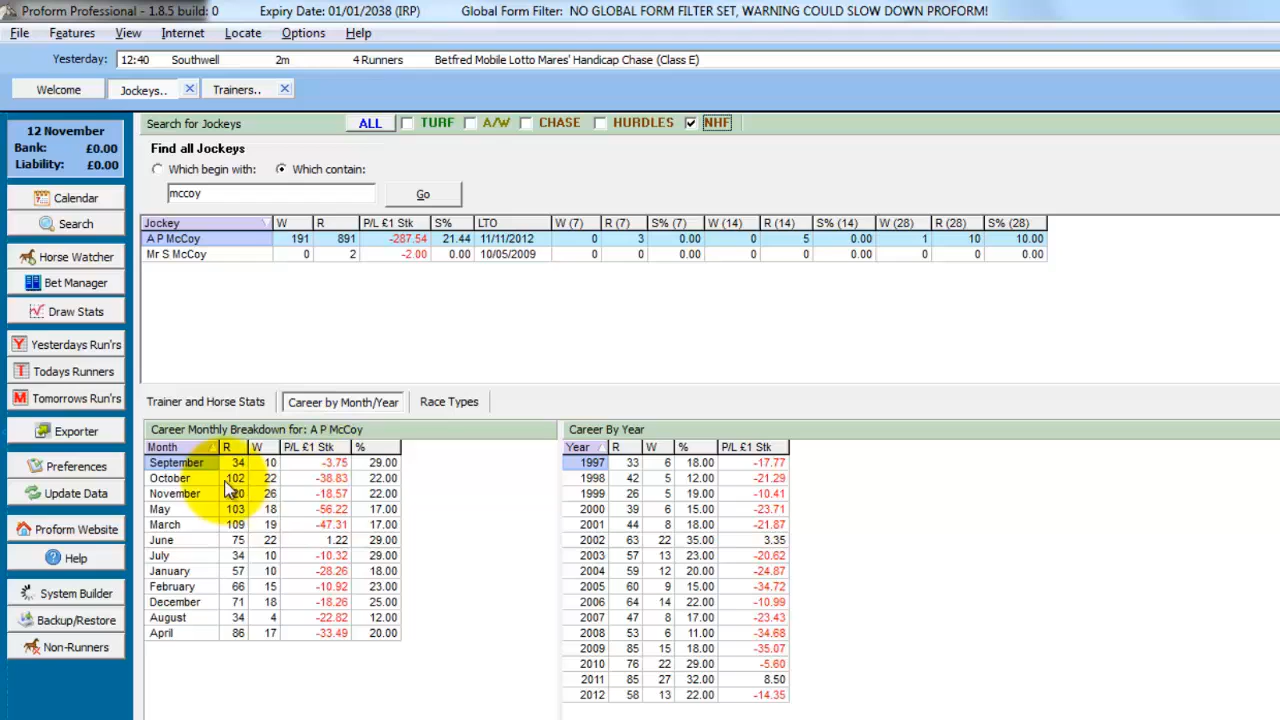 Proform Professional - 1.8.5 build: 0 Expiry Date: 01/01/2038 (IRP) Global Form Filter: NO GLOBAL FORM FILTER SET, WARNING COULD SLOW DOWN PROFORM!
File Features View Internet Locate Options Help
Yesterday: 12:40 Southwell 2m 4 Runners Betfred Mobile Lotto Mares' Handicap Chase (Class E)
Welcome Jockeys.. Trainers..
12 November
Bank: £0.00
Liability: £0.00
Calendar
Search
Horse Watcher
Bet Manager
Draw Stats
Yesterdays Run'rs
Todays Runners
Tomorrows Run'rs
Exporter
Preferences
Update Data
Proform Website
Help
System Builder
Backup/Restore
Non-Runners
Search for Jockeys ALL TURF A/W CHASE HURDLES NHF
Find all Jockeys
Which begin with: Which contain:
mccoy Go
Jockey W R P/L £1 Stk S% LTO W (7) R (7) S% (7) W (14) R (14) S% (14) W (28) R (28) S% (28)
A P McCoy 191 891 -287.54 21.44 11/11/2012 0 3 0.00 0 5 0.00 1 10 10.00
Mr S McCoy 0 2 -2.00 0.00 10/05/2009 0 0 0.00 0 0 0.00 0 0 0.00
Trainer and Horse Stats Career by Month/Year Race Types
Career Monthly Breakdown for: A P McCoy
Month R W P/L £1 Stk %
September 34 10 -3.75 29.00
October 102 22 -38.83 22.00
November 26 -18.57 22.00
May 103 18 -56.22 17.00
March 109 19 -47.31 17.00
June 75 22 1.22 29.00
July 34 10 -10.32 29.00
January 57 10 -28.26 18.00
February 66 15 -10.92 23.00
December 71 18 -18.26 25.00
August 34 4 -22.82 12.00
April 86 17 -33.49 20.00
Career By Year
Year R W % P/L £1 Stk
1997 33 6 18.00 -17.77
1998 42 5 12.00 -21.29
1999 26 5 19.00 -10.41
2000 39 6 15.00 -23.71
2001 44 8 18.00 -21.87
2002 63 22 35.00 3.35
2003 57 13 23.00 -20.62
2004 59 12 20.00 -24.87
2005 60 9 15.00 -34.72
2006 64 14 22.00 -10.99
2007 47 8 17.00 -23.43
2008 53 6 11.00 -34.68
2009 85 15 18.00 -35.07
2010 76 22 29.00 -5.60
2011 85 27 32.00 8.50
2012 58 13 22.00 -14.35